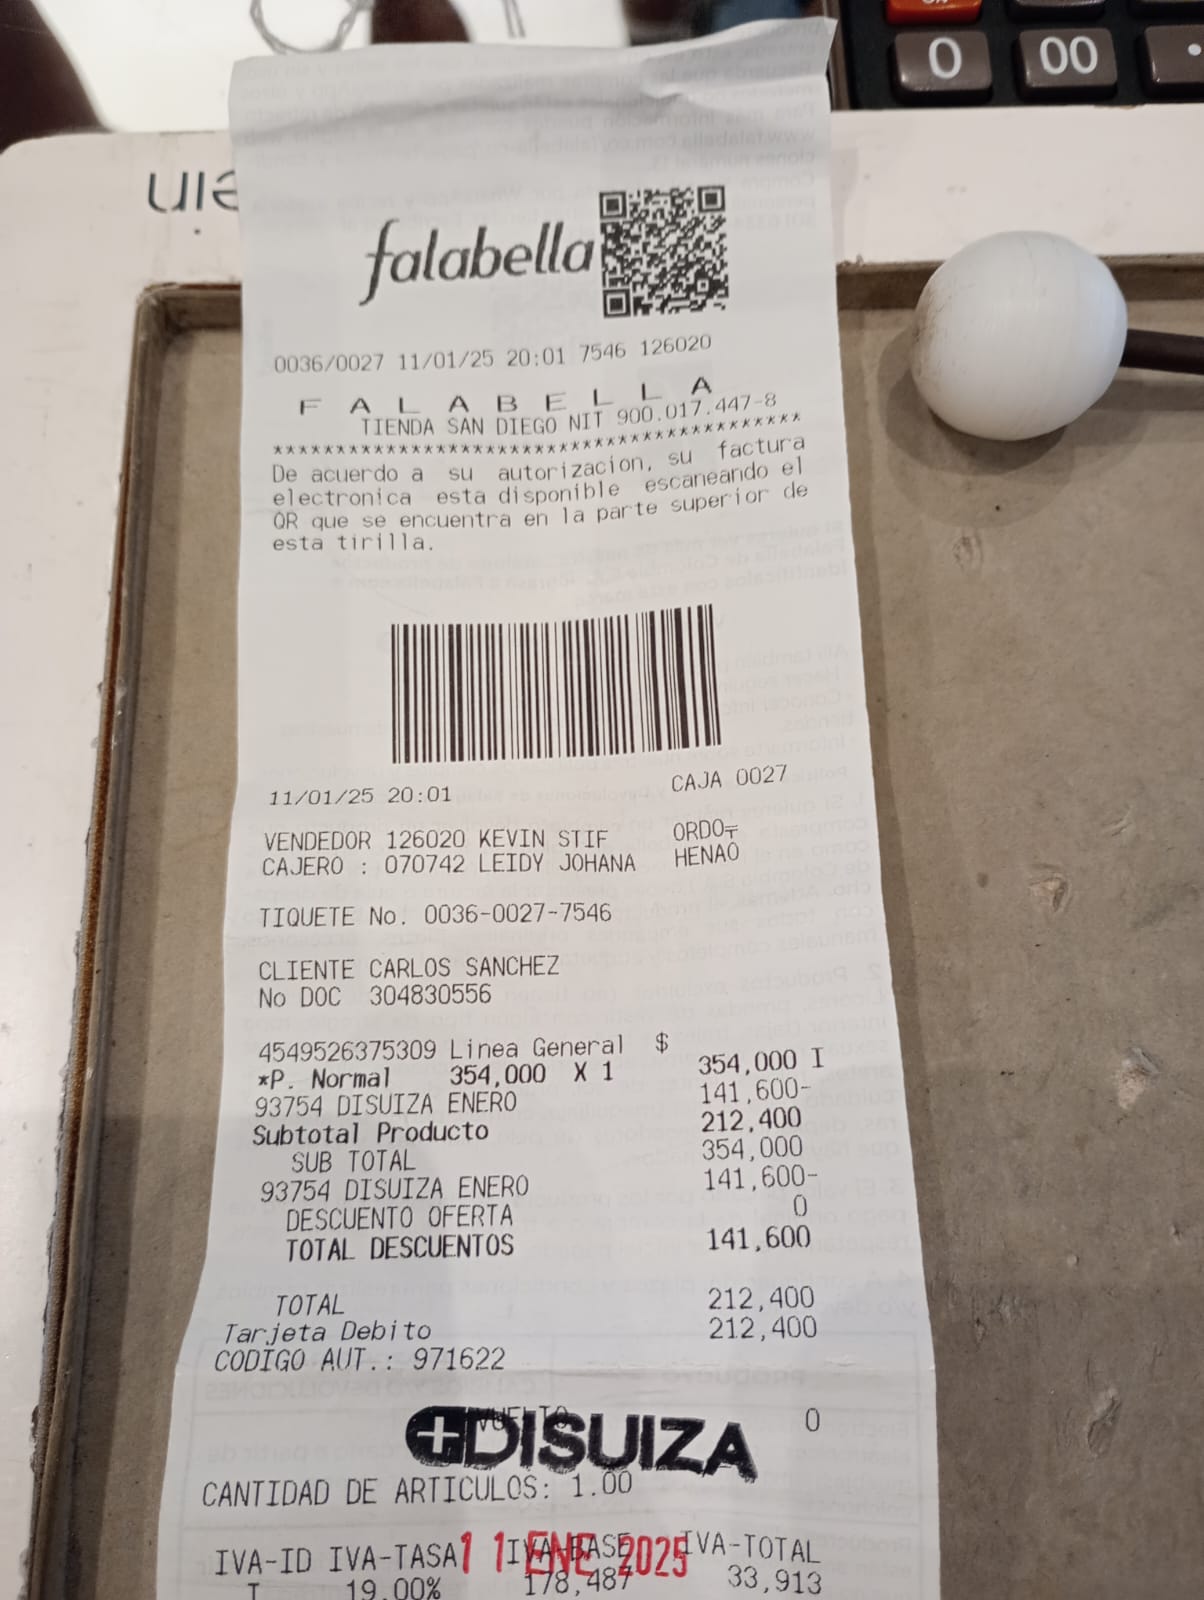 0
00
falabella
0036/0027 11/01/25 20:01 7546 126020
F A L A B E L L A
TIENDA SAN DIEGO NIT 900.017.447-8
****************************************
De acuerdo a su autorizacion, su factura
electronica esta disponible escaneando el
QR que se encuentra en la parte superior de
esta tirilla.
11/01/25 20:01 CAJA 0027
VENDEDOR 126020 KEVIN STIF ORDO
CAJERO : 070742 LEIDY JOHANA HENAO
TIQUETE No. 0036-0027-7546
CLIENTE CARLOS SANCHEZ
No DOC 304830556
4549526375309 Linea General $
*P. Normal 354,000 X 1 354,000 I
93754 DISUIZA ENERO 141,600-
Subtotal Producto 212,400
SUB TOTAL 354,000
93754 DISUIZA ENERO 141,600-
DESCUENTO OFERTA 0
TOTAL DESCUENTOS 141,600
TOTAL 212,400
Tarjeta Debito 212,400
CODIGO AUT.: 971622
VUELTO 0
DISUIZA
CANTIDAD DE ARTICULOS: 1.00
11 ENE 2025
IVA-ID IVA-TASA IVA-BASE IVA-TOTAL
I 19.00% 178,487 33,913